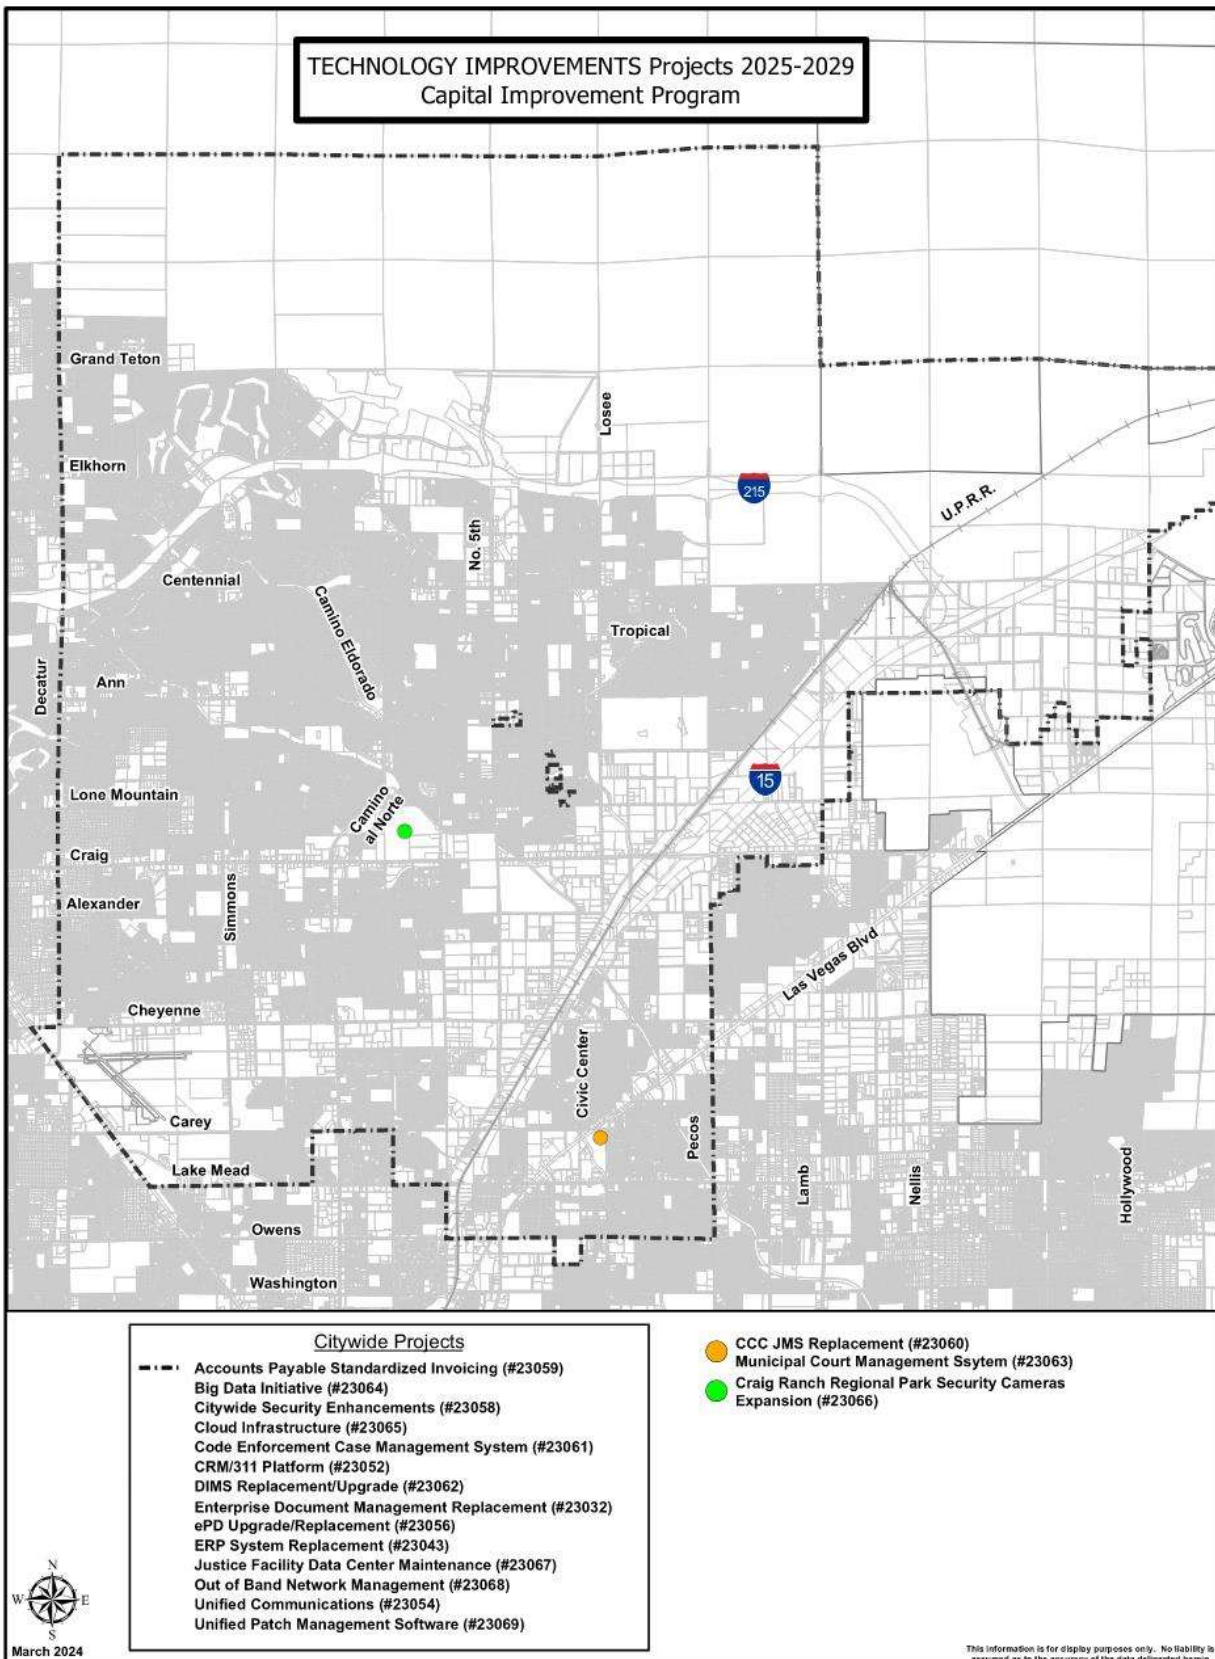 TECHNOLOGY IMPROVEMENTS Projects 2025-2029
Capital Improvement Program
Grand Teton
Losee
Elkhorn
215
U.P.R.R.
No. 5th
Centennial
Camino Eldorado
Tropical
Decatur
Ann
15
Lone Mountain
Camino
al Norte
Craig
Alexander
Simmons
Las Vegas Blvd
Cheyenne
Civic Center
Carey
Pecos
Lake Mead
Lamb
Nellis
Hollywood
Owens
Washington
Citywide Projects
Accounts Payable Standardized Invoicing (#23059)
Big Data Initiative (#23064)
Citywide Security Enhancements (#23058)
Cloud Infrastructure (#23065)
Code Enforcement Case Management System (#23061)
CRM/311 Platform (#23052)
DIMS Replacement/Upgrade (#23062)
Enterprise Document Management Replacement (#23032)
ePD Upgrade/Replacement (#23056)
ERP System Replacement (#23043)
Justice Facility Data Center Maintenance (#23067)
Out of Band Network Management (#23068)
Unified Communications (#23054)
Unified Patch Management Software (#23069)
CCC JMS Replacement (#23060)
Municipal Court Management Ssytem (#23063)
Craig Ranch Regional Park Security Cameras
Expansion (#23066)
N
W E
S
March 2024
This information is for display purposes only. No liability is